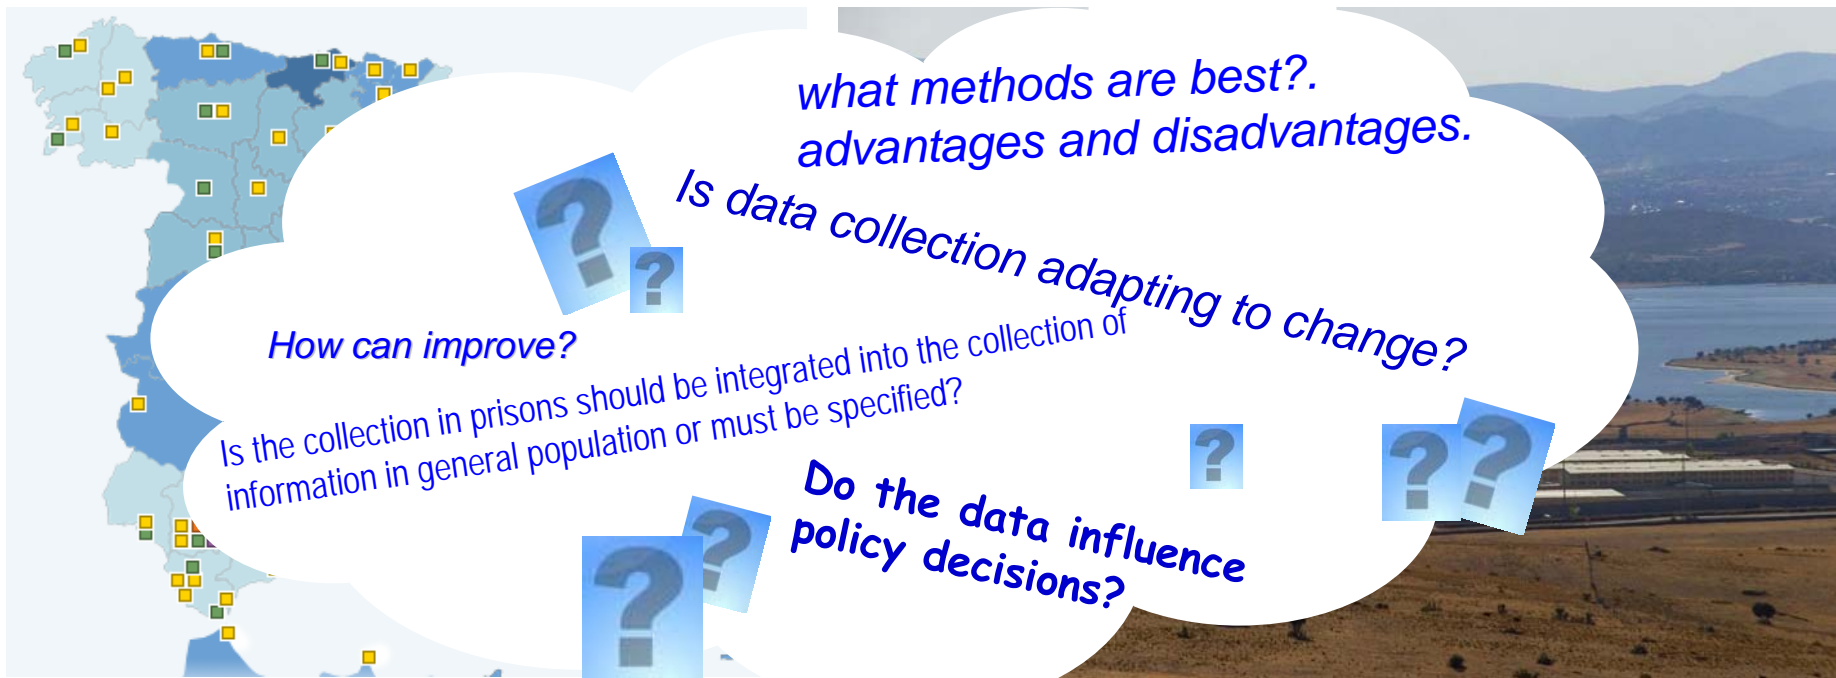 what methods are best?.
advantages and disadvantages.
Is data collection adapting to change?
How can improve?
Is the collection in prisons should be integrated into the collection of
information in general population or must be specified?
Do the data influence
policy decisions?